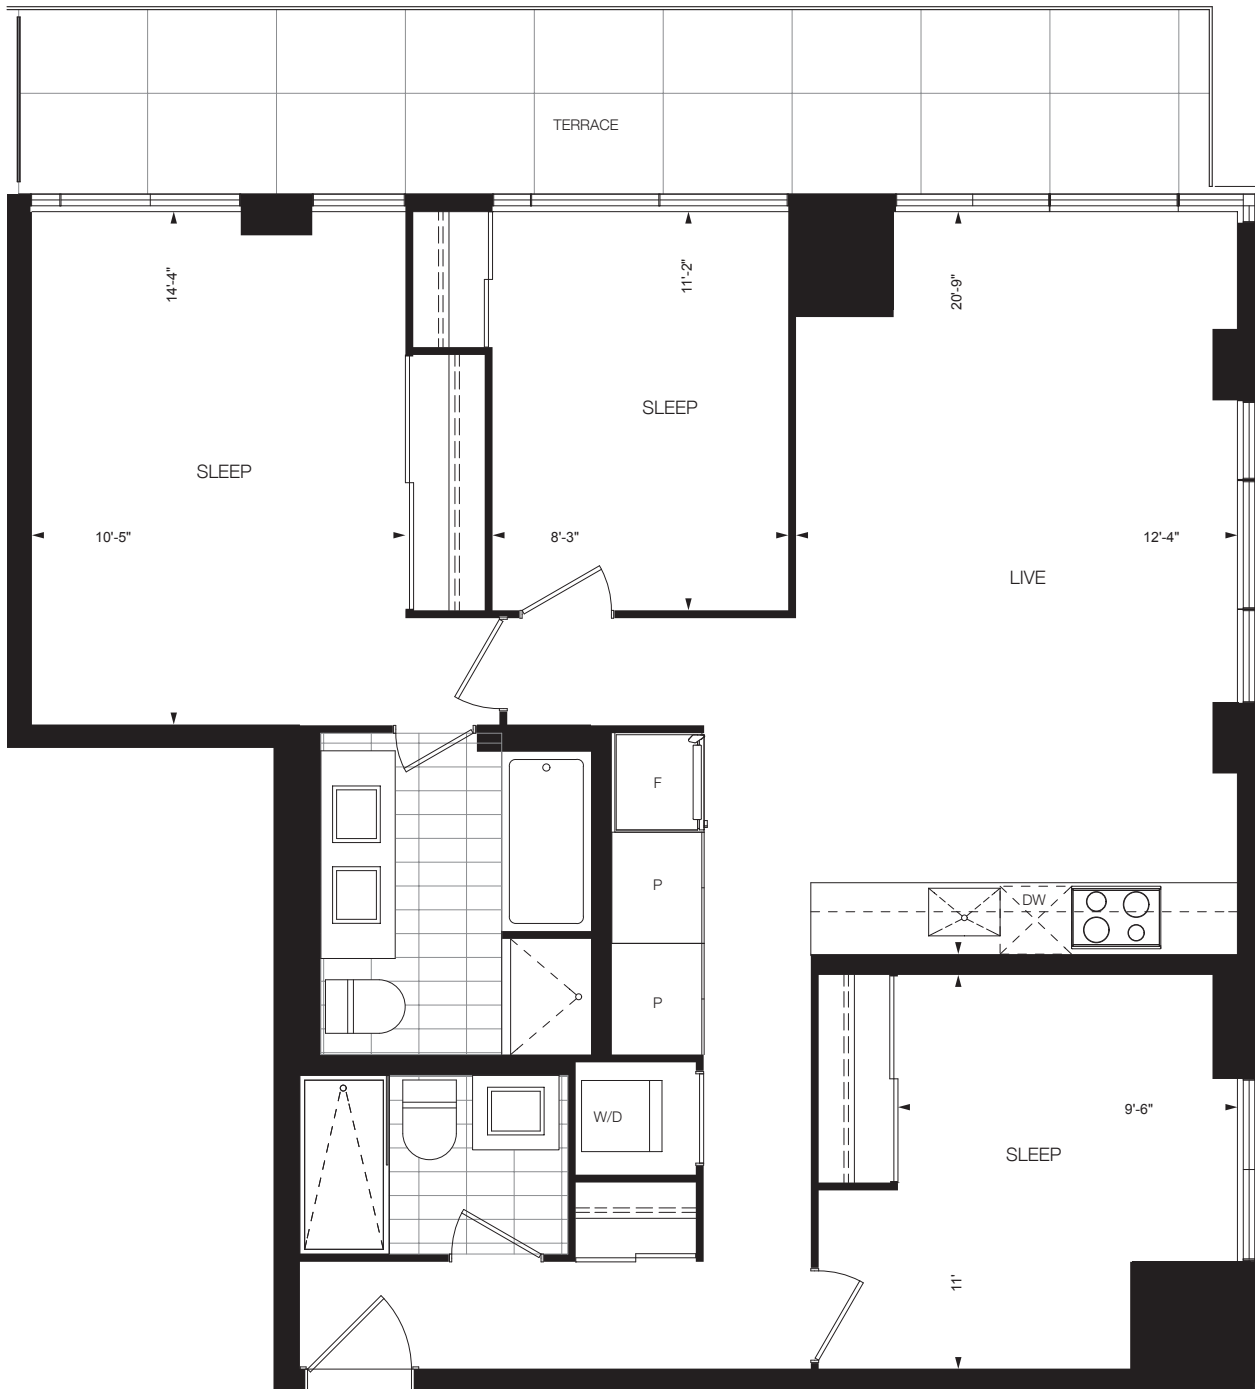 TERRACE
14'-4"
11'-2"
20'-9"
SLEEP
SLEEP
10'-5"
8'-3"
12'-4"
LIVE
F
P
DW
P
W/D
9'-6"
SLEEP
11'